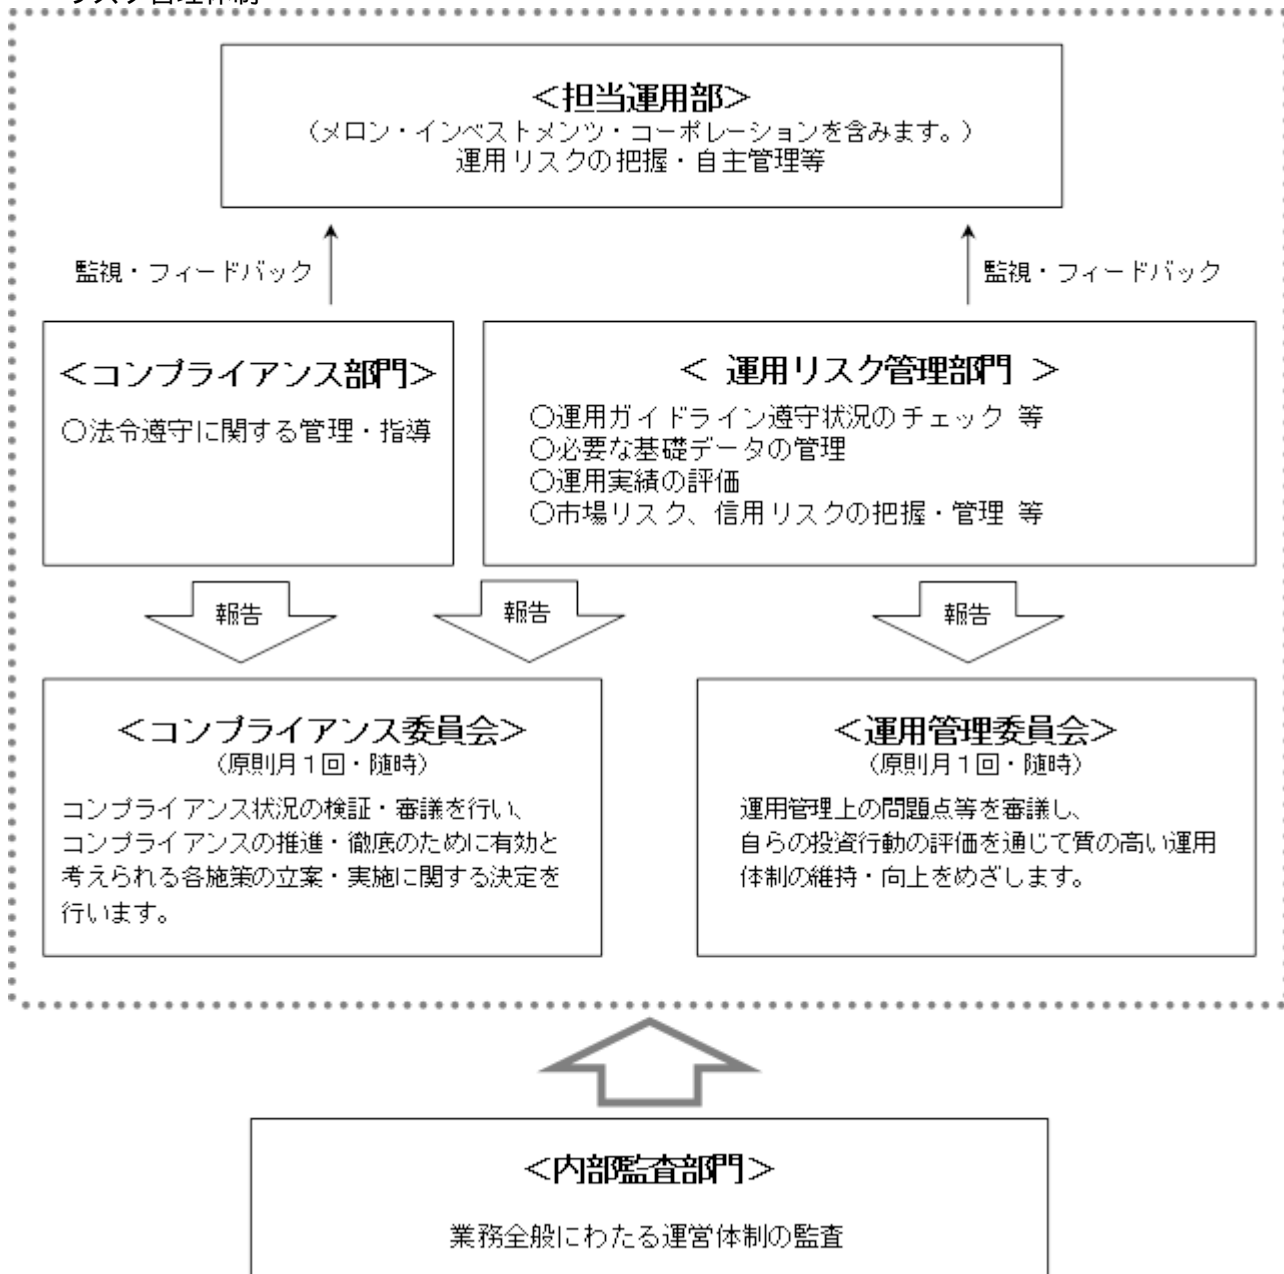 リスク管理体制
＜担当運用部＞
（メロン・インベストメンツ・コーポレーションを含みます。）
運用リスクの把握・自主管理等
監視・フィードバック
監視・フィードバック
＜コンプライアンス部門＞
○法令遵守に関する管理・指導
＜ 運用リスク管理部門 ＞
○運用ガイドライン遵守状況のチェック 等
○必要な基礎データの管理
○運用実績の評価
○市場リスク、信用リスクの把握・管理 等
報告
報告
報告
＜コンプライアンス委員会＞
（原則月１回・随時）
コンプライアンス状況の検証・審議を行い、
コンプライアンスの推進・徹底のために有効と
考えられる各施策の立案・実施に関する決定を
行います。
＜運用管理委員会＞
（原則月１回・随時）
運用管理上の問題点等を審議し、
自らの投資行動の評価を通じて質の高い運用
体制の維持・向上をめざします。
＜内部監査部門＞
業務全般にわたる運営体制の監査